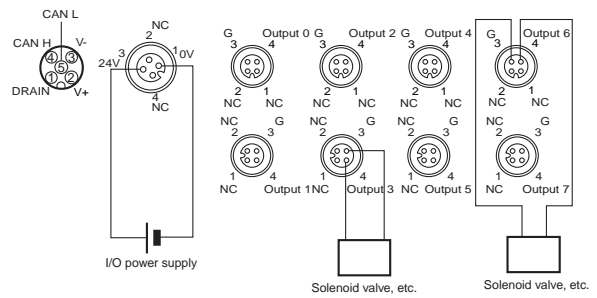 CAN L
CAN H V-
4 3
5
1 2
DRAIN V+
NC
2
3 1
24V 0V
4
NC
I/O power supply
G Output 0 G Output 2 G Output 4 G Output 6
3 4 3 4 3 4 3 4
2 1 2 1 2 1 2 1
NC NC NC NC NC NC NC NC
NC G NC G NC G NC G
2 3 2 3 2 3 2 3
1 4 1 4 1 4 1 4
NC Output 1 NC Output 3 NC Output 5 NC Output 7
Solenoid valve, etc. Solenoid valve, etc.